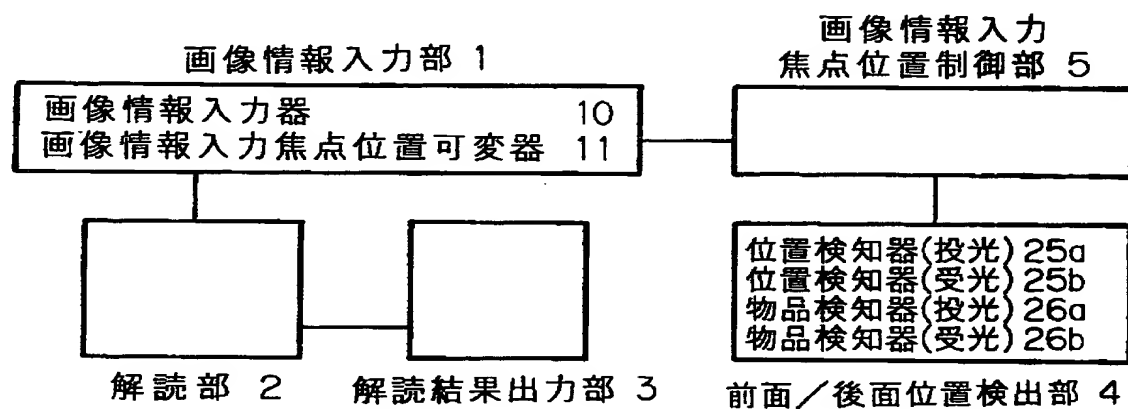 画像情報入力部 1
画像情報入力器 10
画像情報入力焦点位置可変器 11
画像情報入力
焦点位置制御部 5
解読部 2
解読結果出力部 3
位置検知器(投光) 25a
位置検知器(受光) 25b
物品検知器(投光) 26a
物品検知器(受光) 26b
前面/後面位置検出部 4